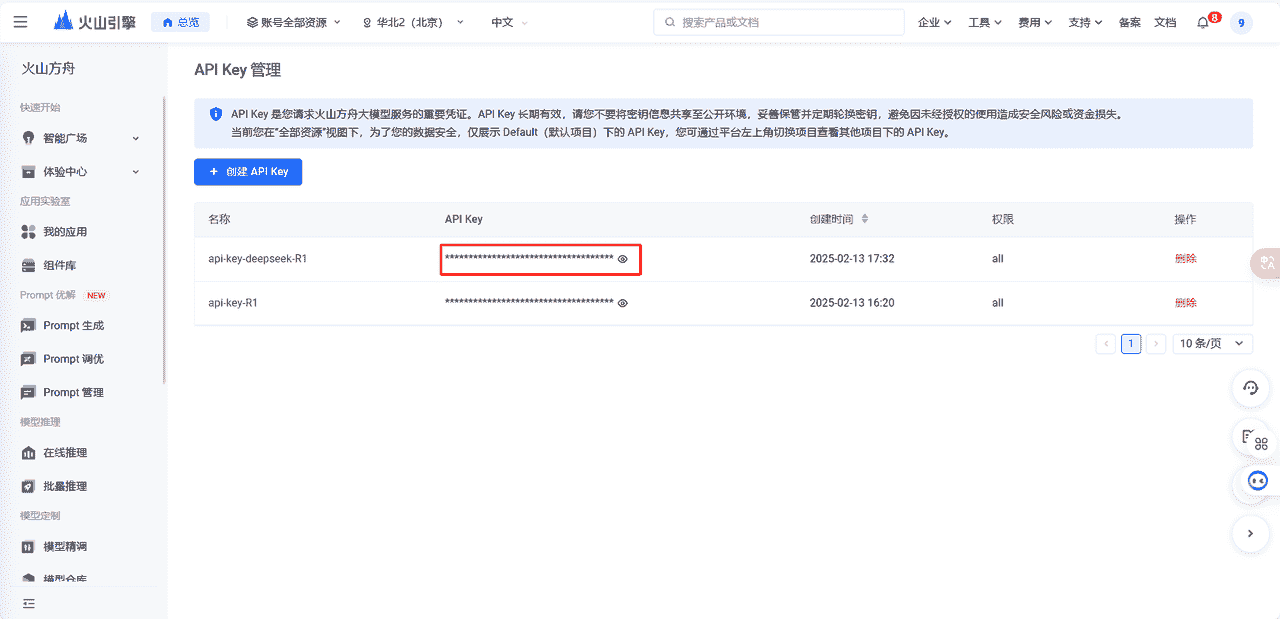 火山引擎
总览
账号全部资源
华北2（北京）
中文
搜索产品或文档
企业
工具
费用
支持
备案
文档
8
9
火山方舟
快速开始
智能广场
体验中心
应用实验室
我的应用
组件库
Prompt 优解 NEW
Prompt 生成
Prompt 调优
Prompt 管理
模型推理
在线推理
批量推理
模型定制
模型精调
模型仓库
API Key 管理
API Key 是您请求火山方舟大模型服务的重要凭证。API Key 长期有效，请您不要将密钥信息共享至公开环境，妥善保管并定期轮换密钥，避免因未经授权的使用造成安全风险或资金损失。
当前您在“全部资源”视图下，为了您的数据安全，仅展示 Default（默认项目）下的 API Key，您可通过平台左上角切换项目查看其他项目下的 API Key。
+ 创建 API Key
名称 API Key 创建时间 权限 操作
api-key-deepseek-R1 ************************************ 2025-02-13 17:32 all 删除
api-key-R1 ************************************ 2025-02-13 16:20 all 删除
1
10 条/页